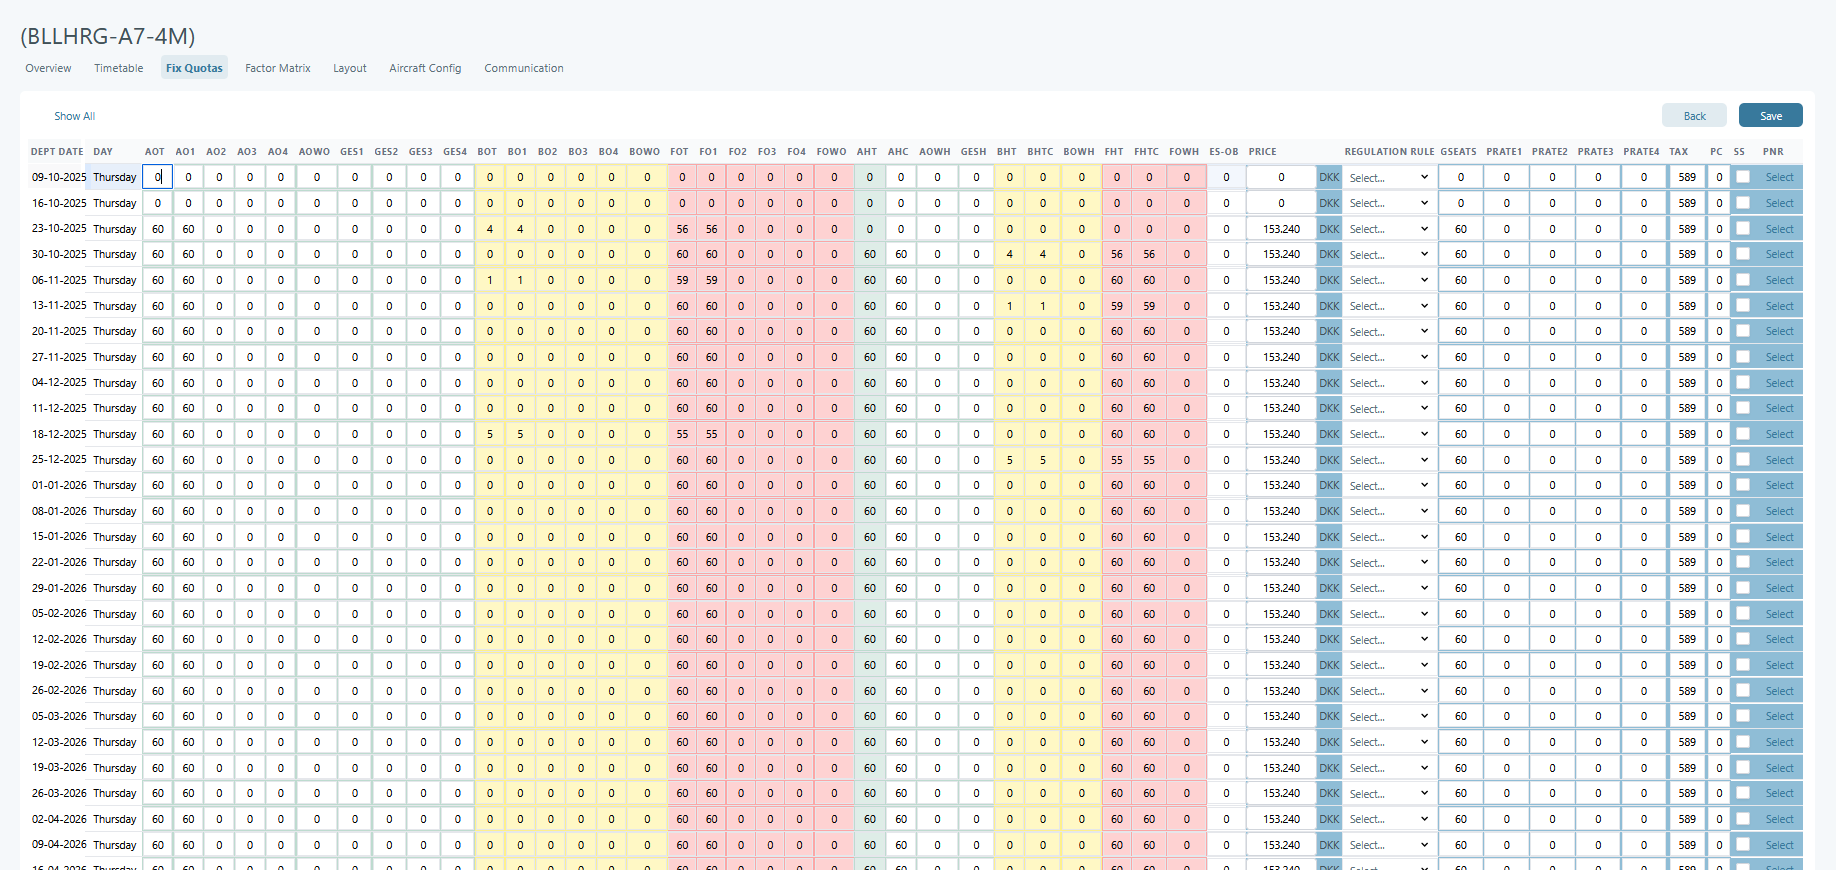 (BLLHRG-A7-4M)
Overview Timetable Fix Quotas Factor Matrix Layout Aircraft Config Communication
Show All Back Save
DEPT DATE DAY AOT AO1 AO2 AO3 AO4 AOWO GES1 GES2 GES3 GES4 BOT BO1 BO2 BO3 BO4 BOWO FOT FO1 FO2 FO3 FO4 FOWO AHT AHC AOWH GESH BHT BHTC BOWH FHT FHTC FOWH ES-OB PRICE REGULATION RULE GSEATS PRATE1 PRATE2 PRATE3 PRATE4 TAX PC SS PNR
09-10-2025 Thursday 0 0 0 0 0 0 0 0 0 0 0 0 0 0 0 0 0 0 0 0 0 0 0 0 0 0 0 0 0 0 0 0 0 0 DKK Select... 0 0 0 0 0 589 0 Select
16-10-2025 Thursday 0 0 0 0 0 0 0 0 0 0 0 0 0 0 0 0 0 0 0 0 0 0 0 0 0 0 0 0 0 0 0 0 0 0 DKK Select... 0 0 0 0 0 589 0 Select
23-10-2025 Thursday 60 60 0 0 0 0 0 0 0 0 4 4 0 0 0 0 56 56 0 0 0 0 0 0 0 0 0 0 0 0 0 0 0 153.240 DKK Select... 60 0 0 0 0 589 0 Select
30-10-2025 Thursday 60 60 0 0 0 0 0 0 0 0 0 0 0 0 0 0 60 60 0 0 0 0 60 60 0 0 4 4 0 56 56 0 0 153.240 DKK Select... 60 0 0 0 0 589 0 Select
06-11-2025 Thursday 60 60 0 0 0 0 0 0 0 0 1 1 0 0 0 0 59 59 0 0 0 0 60 60 0 0 0 0 0 60 60 0 0 153.240 DKK Select... 60 0 0 0 0 589 0 Select
13-11-2025 Thursday 60 60 0 0 0 0 0 0 0 0 0 0 0 0 0 0 60 60 0 0 0 0 60 60 0 0 1 1 0 59 59 0 0 153.240 DKK Select... 60 0 0 0 0 589 0 Select
20-11-2025 Thursday 60 60 0 0 0 0 0 0 0 0 0 0 0 0 0 0 60 60 0 0 0 0 60 60 0 0 0 0 0 60 60 0 0 153.240 DKK Select... 60 0 0 0 0 589 0 Select
27-11-2025 Thursday 60 60 0 0 0 0 0 0 0 0 0 0 0 0 0 0 60 60 0 0 0 0 60 60 0 0 0 0 0 60 60 0 0 153.240 DKK Select... 60 0 0 0 0 589 0 Select
04-12-2025 Thursday 60 60 0 0 0 0 0 0 0 0 0 0 0 0 0 0 60 60 0 0 0 0 60 60 0 0 0 0 0 60 60 0 0 153.240 DKK Select... 60 0 0 0 0 589 0 Select
11-12-2025 Thursday 60 60 0 0 0 0 0 0 0 0 0 0 0 0 0 0 60 60 0 0 0 0 60 60 0 0 0 0 0 60 60 0 0 153.240 DKK Select... 60 0 0 0 0 589 0 Select
18-12-2025 Thursday 60 60 0 0 0 0 0 0 0 0 5 5 0 0 0 0 55 55 0 0 0 0 60 60 0 0 0 0 0 60 60 0 0 153.240 DKK Select... 60 0 0 0 0 589 0 Select
25-12-2025 Thursday 60 60 0 0 0 0 0 0 0 0 0 0 0 0 0 0 60 60 0 0 0 0 60 60 0 0 5 5 0 55 55 0 0 153.240 DKK Select... 60 0 0 0 0 589 0 Select
01-01-2026 Thursday 60 60 0 0 0 0 0 0 0 0 0 0 0 0 0 0 60 60 0 0 0 0 60 60 0 0 0 0 0 60 60 0 0 153.240 DKK Select... 60 0 0 0 0 589 0 Select
08-01-2026 Thursday 60 60 0 0 0 0 0 0 0 0 0 0 0 0 0 0 60 60 0 0 0 0 60 60 0 0 0 0 0 60 60 0 0 153.240 DKK Select... 60 0 0 0 0 589 0 Select
15-01-2026 Thursday 60 60 0 0 0 0 0 0 0 0 0 0 0 0 0 0 60 60 0 0 0 0 60 60 0 0 0 0 0 60 60 0 0 153.240 DKK Select... 60 0 0 0 0 589 0 Select
22-01-2026 Thursday 60 60 0 0 0 0 0 0 0 0 0 0 0 0 0 0 60 60 0 0 0 0 60 60 0 0 0 0 0 60 60 0 0 153.240 DKK Select... 60 0 0 0 0 589 0 Select
29-01-2026 Thursday 60 60 0 0 0 0 0 0 0 0 0 0 0 0 0 0 60 60 0 0 0 0 60 60 0 0 0 0 0 60 60 0 0 153.240 DKK Select... 60 0 0 0 0 589 0 Select
05-02-2026 Thursday 60 60 0 0 0 0 0 0 0 0 0 0 0 0 0 0 60 60 0 0 0 0 60 60 0 0 0 0 0 60 60 0 0 153.240 DKK Select... 60 0 0 0 0 589 0 Select
12-02-2026 Thursday 60 60 0 0 0 0 0 0 0 0 0 0 0 0 0 0 60 60 0 0 0 0 60 60 0 0 0 0 0 60 60 0 0 153.240 DKK Select... 60 0 0 0 0 589 0 Select
19-02-2026 Thursday 60 60 0 0 0 0 0 0 0 0 0 0 0 0 0 0 60 60 0 0 0 0 60 60 0 0 0 0 0 60 60 0 0 153.240 DKK Select... 60 0 0 0 0 589 0 Select
26-02-2026 Thursday 60 60 0 0 0 0 0 0 0 0 0 0 0 0 0 0 60 60 0 0 0 0 60 60 0 0 0 0 0 60 60 0 0 153.240 DKK Select... 60 0 0 0 0 589 0 Select
05-03-2026 Thursday 60 60 0 0 0 0 0 0 0 0 0 0 0 0 0 0 60 60 0 0 0 0 60 60 0 0 0 0 0 60 60 0 0 153.240 DKK Select... 60 0 0 0 0 589 0 Select
12-03-2026 Thursday 60 60 0 0 0 0 0 0 0 0 0 0 0 0 0 0 60 60 0 0 0 0 60 60 0 0 0 0 0 60 60 0 0 153.240 DKK Select... 60 0 0 0 0 589 0 Select
19-03-2026 Thursday 60 60 0 0 0 0 0 0 0 0 0 0 0 0 0 0 60 60 0 0 0 0 60 60 0 0 0 0 0 60 60 0 0 153.240 DKK Select... 60 0 0 0 0 589 0 Select
26-03-2026 Thursday 60 60 0 0 0 0 0 0 0 0 0 0 0 0 0 0 60 60 0 0 0 0 60 60 0 0 0 0 0 60 60 0 0 153.240 DKK Select... 60 0 0 0 0 589 0 Select
02-04-2026 Thursday 60 60 0 0 0 0 0 0 0 0 0 0 0 0 0 0 60 60 0 0 0 0 60 60 0 0 0 0 0 60 60 0 0 153.240 DKK Select... 60 0 0 0 0 589 0 Select
09-04-2026 Thursday 60 60 0 0 0 0 0 0 0 0 0 0 0 0 0 0 60 60 0 0 0 0 60 60 0 0 0 0 0 60 60 0 0 153.240 DKK Select... 60 0 0 0 0 589 0 Select